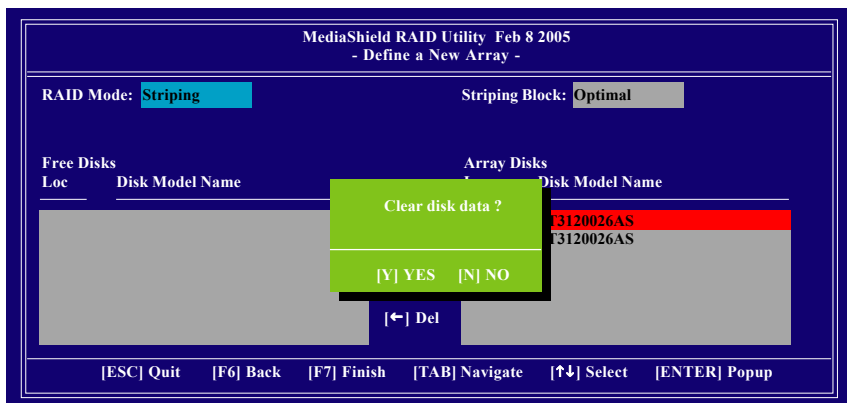 MediaShield RAID Utility Feb 8 2005
- Define a New Array -
RAID Mode: Striping
Striping Block: Optimal
Free Disks
Array Disks
Loc Disk Model Name
Disk Model Name
Clear disk data ?
[Y] YES [N] NO
T3120026AS
T3120026AS
[←] Del
[ESC] Quit [F6] Back [F7] Finish [TAB] Navigate [↑↓] Select [ENTER] Popup